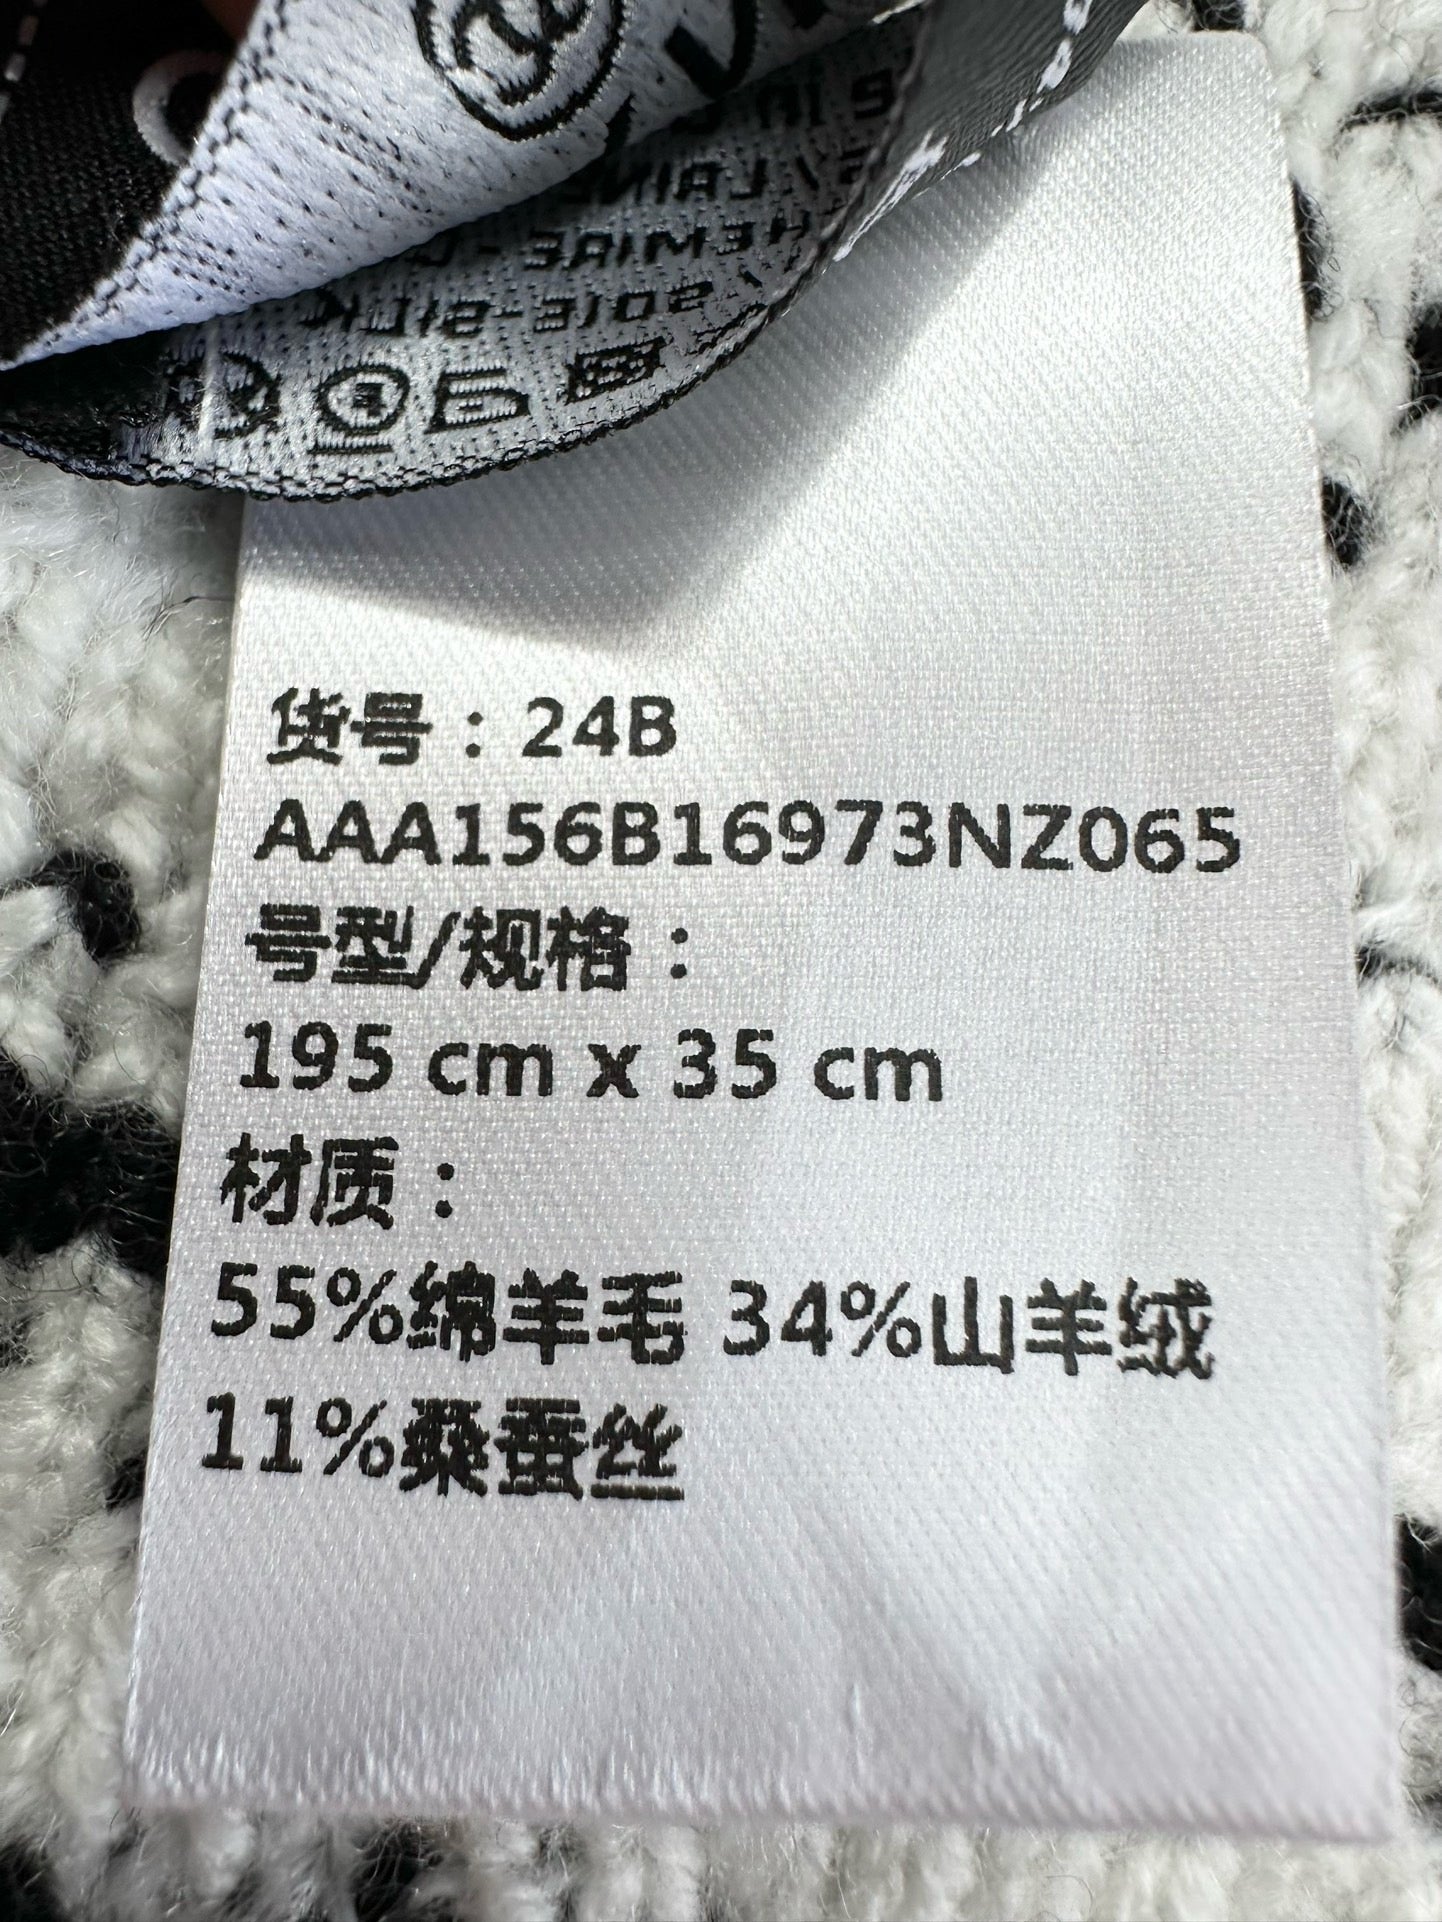 货号：24B
AAA156B16973NZ065
号型/规格：
195 cm x 35 cm
材质：
55%绵羊毛 34%山羊绒
11%桑蚕丝